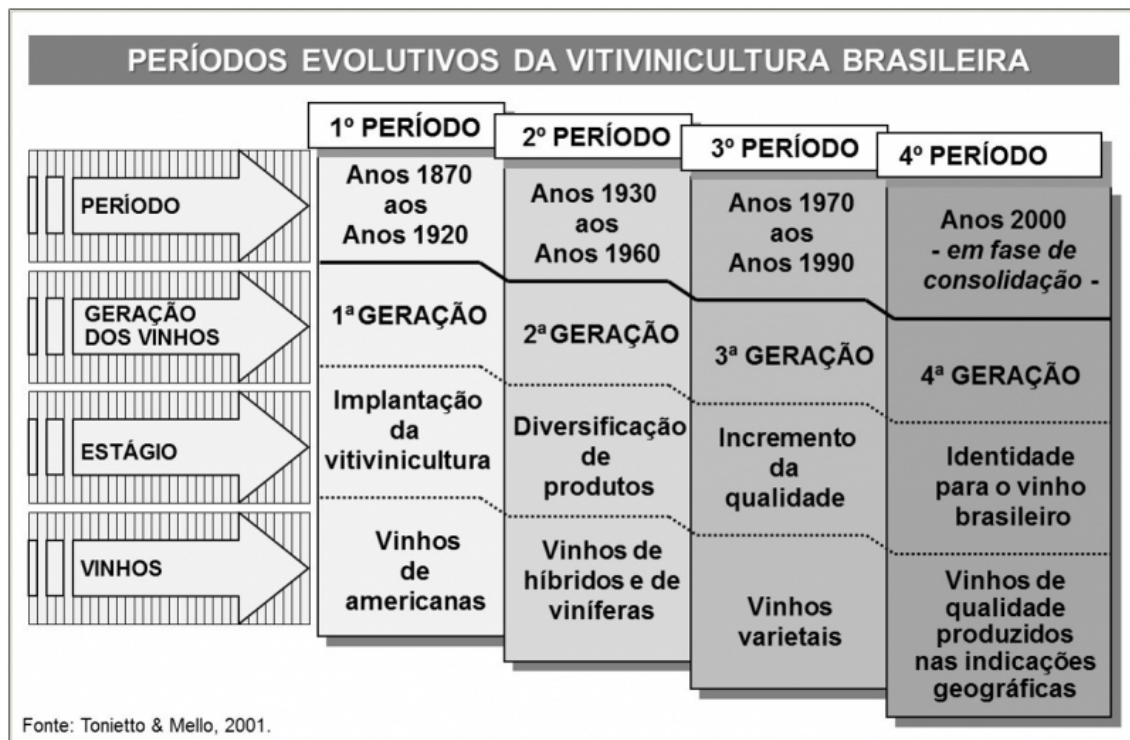 PERÍODOS EVOLUTIVOS DA VITIVINICULTURA BRASILEIRA
1º PERÍODO
2º PERÍODO
3º PERÍODO
4º PERÍODO
PERÍODO
Anos 1870
aos
Anos 1920
Anos 1930
aos
Anos 1960
Anos 1970
aos
Anos 1990
Anos 2000
- em fase de
consolidação -
GERAÇÃO
DOS VINHOS
1ª GERAÇÃO
2ª GERAÇÃO
3ª GERAÇÃO
4ª GERAÇÃO
ESTÁGIO
Implantação
da
vitivinicultura
Diversificação
de
produtos
Incremento
da
qualidade
Identidade
para o vinho
brasileiro
VINHOS
Vinhos
de
americanas
Vinhos de
híbridos e de
viníferas
Vinhos
varietais
Vinhos de
qualidade
produzidos
nas indicações
geográficas
Fonte: Tonietto & Mello, 2001.